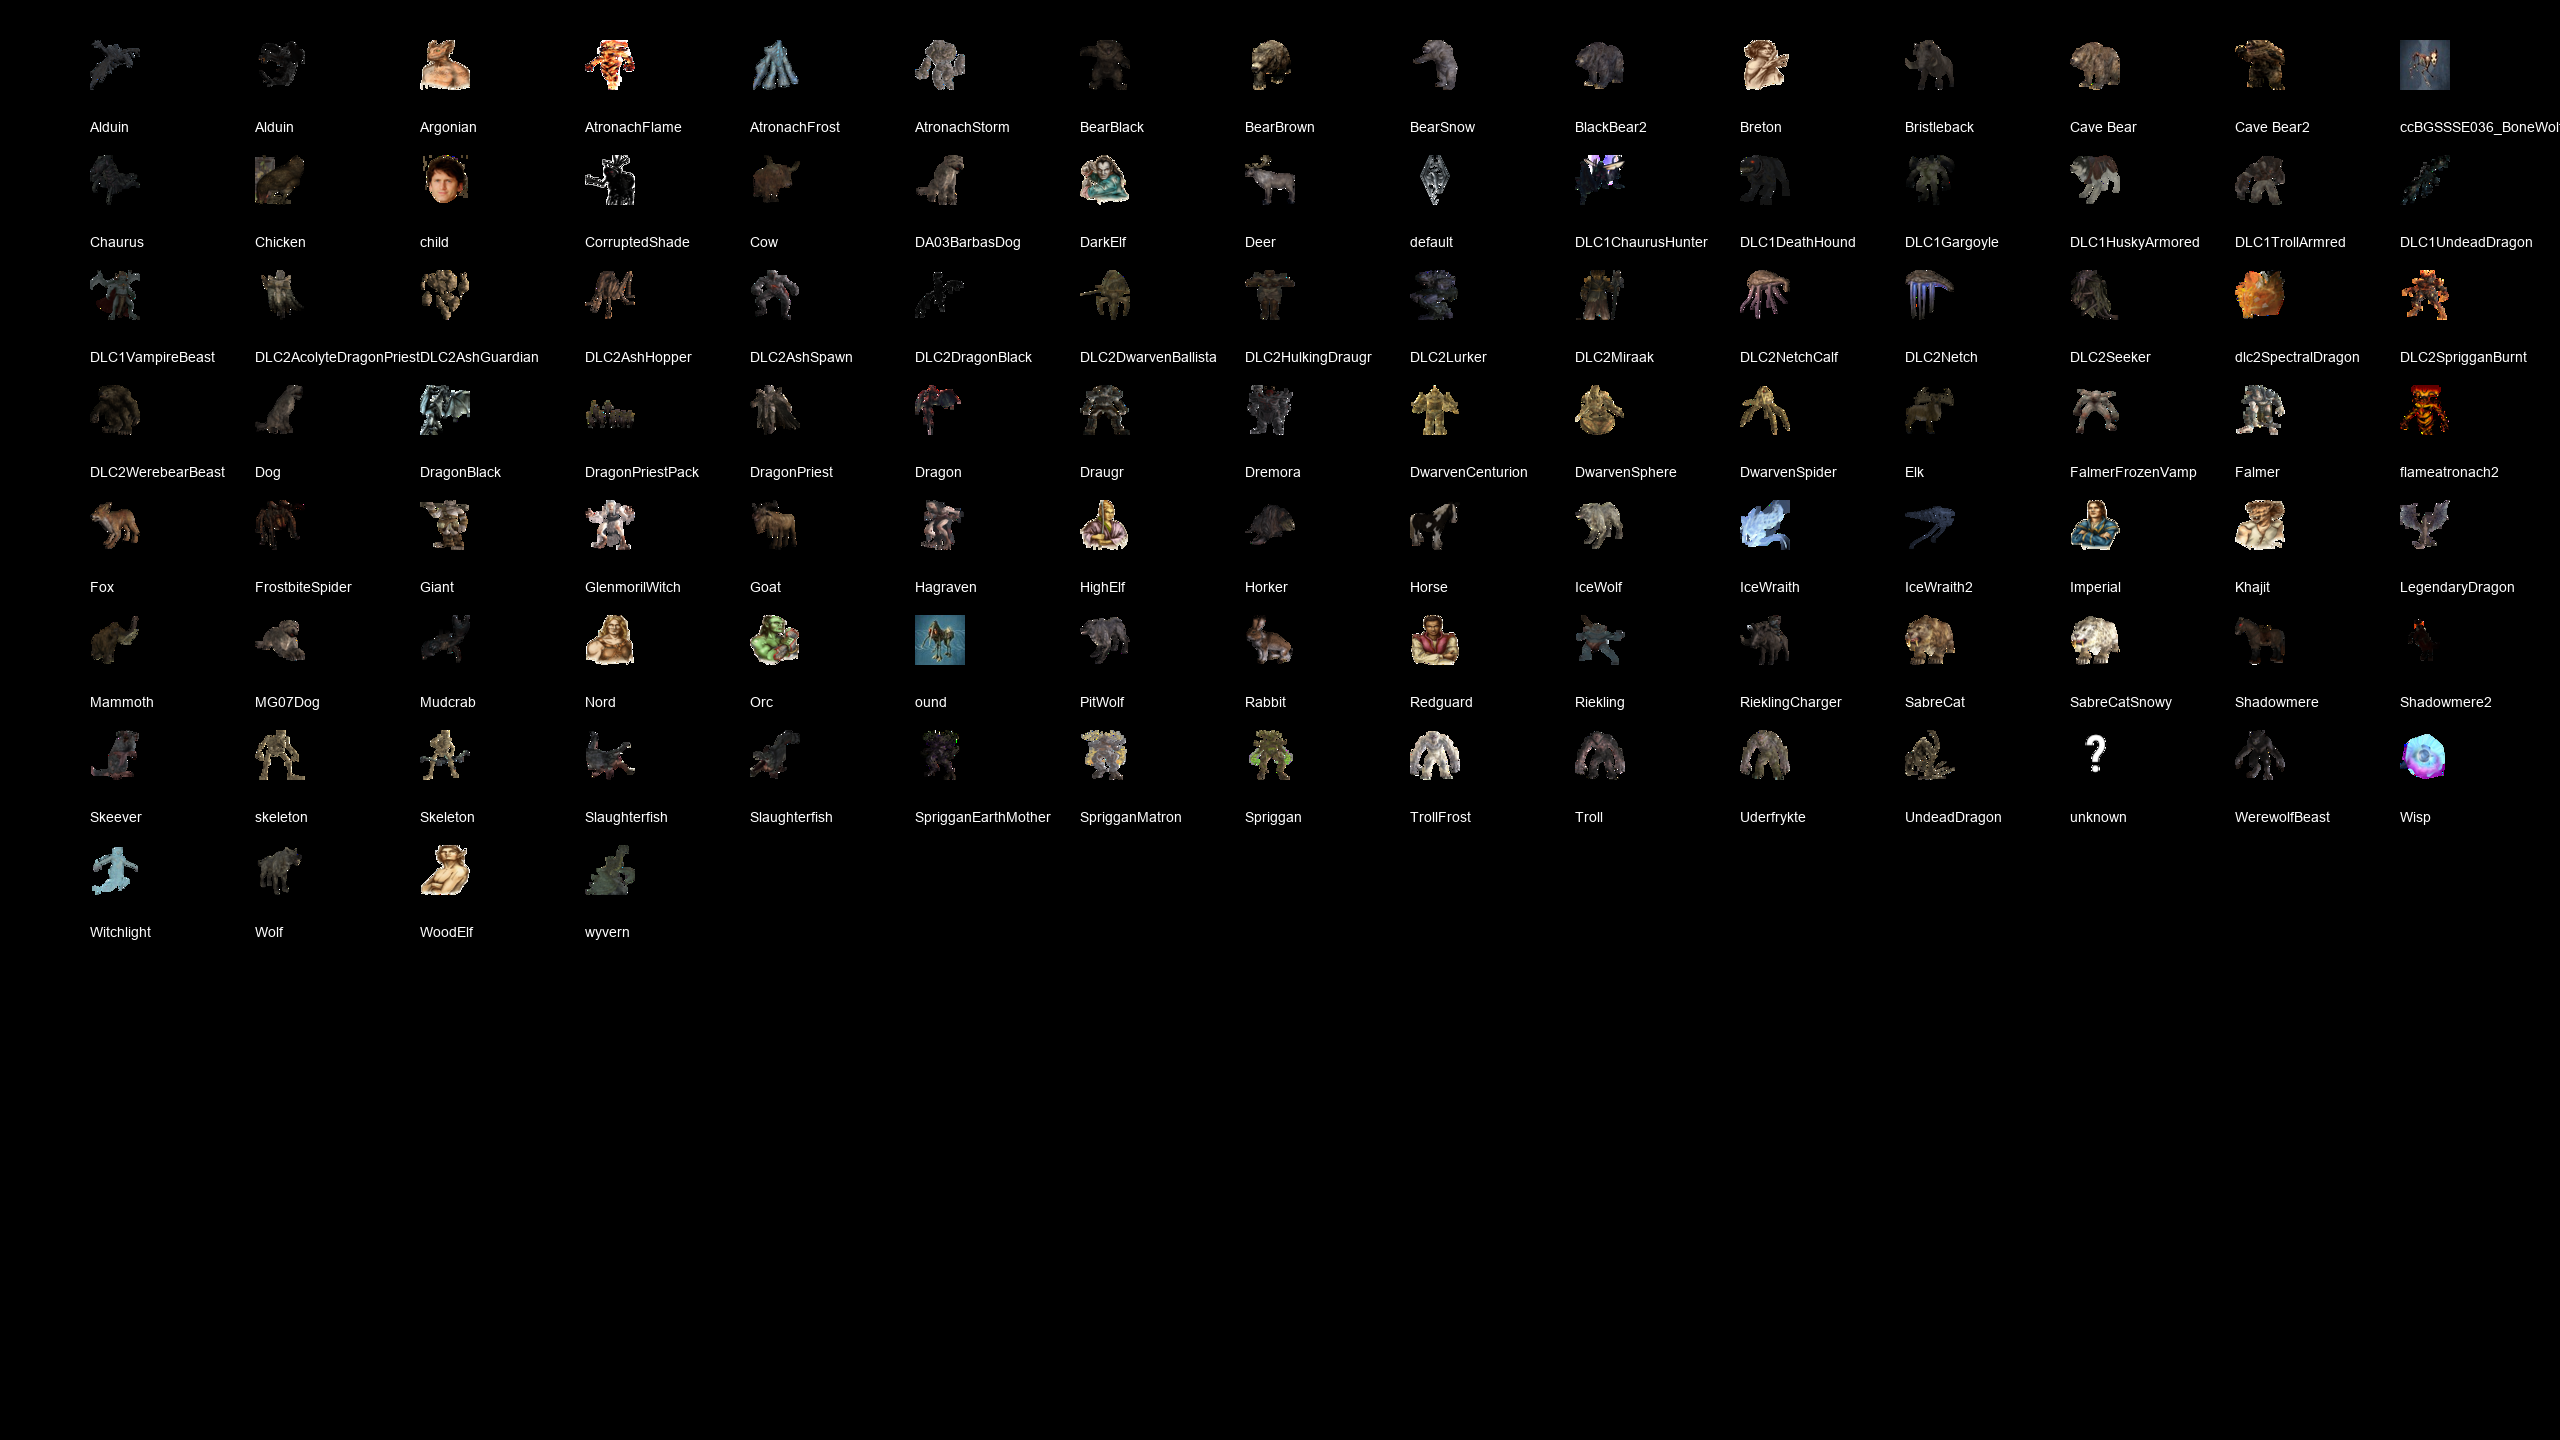 Alduin Alduin Argonian AtronachFlame AtronachFrost AtronachStorm BearBlack BearBrown BearSnow BlackBear2 Breton Bristleback Cave Bear Cave Bear2 ccBGSSSE036_BoneWol
Chaurus Chicken child CorruptedShade Cow DA03BarbasDog DarkElf Deer default DLC1ChaurusHunter DLC1DeathHound DLC1Gargoyle DLC1HuskyArmored DLC1TrollArmred DLC1UndeadDragon
DLC1VampireBeast DLC2AcolyteDragonPriest DLC2AshGuardian DLC2AshHopper DLC2AshSpawn DLC2DragonBlack DLC2DwarvenBallista DLC2HulkingDraugr DLC2Lurker DLC2Miraak DLC2NetchCalf DLC2Netch DLC2Seeker dlc2SpectralDragon DLC2SprigganBurnt
DLC2WerebearBeast Dog DragonBlack DragonPriestPack DragonPriest Dragon Draugr Dremora DwarvenCenturion DwarvenSphere DwarvenSpider Elk FalmerFrozenVamp Falmer flameatronach2
Fox FrostbiteSpider Giant GlenmorilWitch Goat Hagraven HighElf Horker Horse IceWolf IceWraith IceWraith2 Imperial Khajit LegendaryDragon
Mammoth MG07Dog Mudcrab Nord Orc ound PitWolf Rabbit Redguard Riekling RieklingCharger SabreCat SabreCatSnowy Shadowmere Shadowmere2
Skeever skeleton Skeleton Slaughterfish Slaughterfish SprigganEarthMother SprigganMatron Spriggan TrollFrost Troll Uderfrykte UndeadDragon unknown WerewolfBeast Wisp
Witchlight Wolf WoodElf wyvern